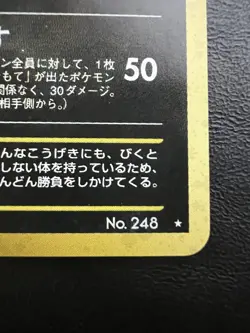 ン全員に対して、1枚
もて」が出たポケモン
関係なく、30ダメージ。
相手側から。)
50
んなこうげきにも、びくと
しない体を持っているため、
んどん勝負をしかけてくる。
No. 248 ★